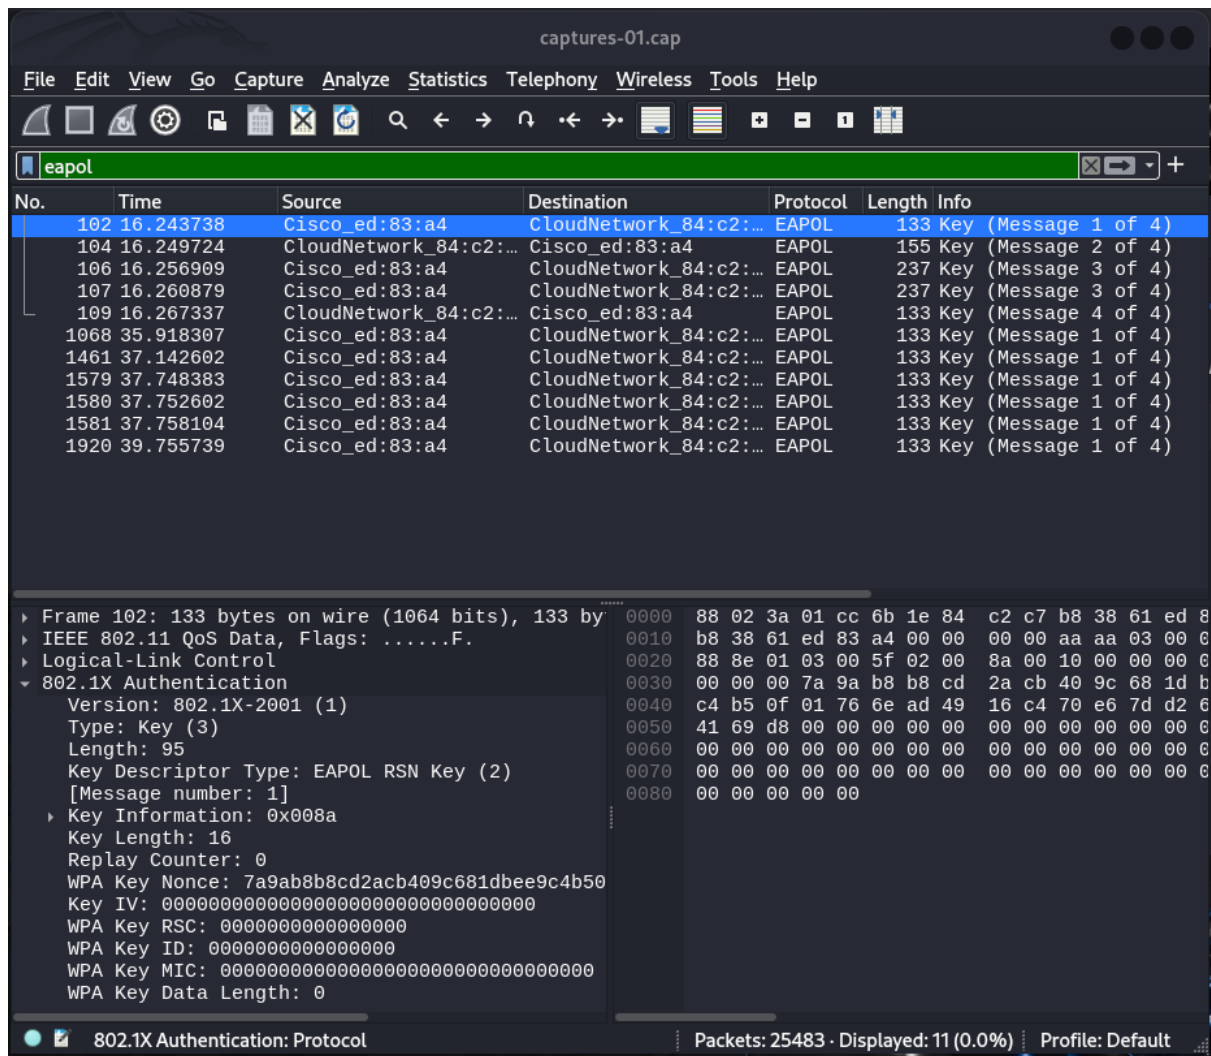 captures-01.cap
File Edit View Go Capture Analyze Statistics Telephony Wireless Tools Help
eapol
No. Time Source Destination Protocol Length Info
102 16.243738 Cisco_ed:83:a4 CloudNetwork_84:c2:… EAPOL 133 Key (Message 1 of 4)
104 16.249724 CloudNetwork_84:c2:… Cisco_ed:83:a4 EAPOL 155 Key (Message 2 of 4)
106 16.256909 Cisco_ed:83:a4 CloudNetwork_84:c2:… EAPOL 237 Key (Message 3 of 4)
107 16.260879 Cisco_ed:83:a4 CloudNetwork_84:c2:… EAPOL 237 Key (Message 3 of 4)
109 16.267337 CloudNetwork_84:c2:… Cisco_ed:83:a4 EAPOL 133 Key (Message 4 of 4)
1068 35.918307 Cisco_ed:83:a4 CloudNetwork_84:c2:… EAPOL 133 Key (Message 1 of 4)
1461 37.142602 Cisco_ed:83:a4 CloudNetwork_84:c2:… EAPOL 133 Key (Message 1 of 4)
1579 37.748383 Cisco_ed:83:a4 CloudNetwork_84:c2:… EAPOL 133 Key (Message 1 of 4)
1580 37.752602 Cisco_ed:83:a4 CloudNetwork_84:c2:… EAPOL 133 Key (Message 1 of 4)
1581 37.758104 Cisco_ed:83:a4 CloudNetwork_84:c2:… EAPOL 133 Key (Message 1 of 4)
1920 39.755739 Cisco_ed:83:a4 CloudNetwork_84:c2:… EAPOL 133 Key (Message 1 of 4)
Frame 102: 133 bytes on wire (1064 bits), 133 by
IEEE 802.11 QoS Data, Flags: ......F.
Logical-Link Control
802.1X Authentication
Version: 802.1X-2001 (1)
Type: Key (3)
Length: 95
Key Descriptor Type: EAPOL RSN Key (2)
[Message number: 1]
Key Information: 0x008a
Key Length: 16
Replay Counter: 0
WPA Key Nonce: 7a9ab8b8cd2acb409c681dbee9c4b50
Key IV: 00000000000000000000000000000000
WPA Key RSC: 0000000000000000
WPA Key ID: 0000000000000000
WPA Key MIC: 00000000000000000000000000000000
WPA Key Data Length: 0
0000 88 02 3a 01 cc 6b 1e 84 c2 c7 b8 38 61 ed 8
0010 b8 38 61 ed 83 a4 00 00 00 00 aa aa 03 00 0
0020 88 8e 01 03 00 5f 02 00 8a 00 10 00 00 00 0
0030 00 00 00 7a 9a b8 b8 cd 2a cb 40 9c 68 1d b
0040 c4 b5 0f 01 76 6e ad 49 16 c4 70 e6 7d d2 6
0050 41 69 d8 00 00 00 00 00 00 00 00 00 00 00 0
0060 00 00 00 00 00 00 00 00 00 00 00 00 00 00 0
0070 00 00 00 00 00 00 00 00 00 00 00 00 00 00 0
0080 00 00 00 00 00
802.1X Authentication: Protocol
Packets: 25483 · Displayed: 11 (0.0%)
Profile: Default